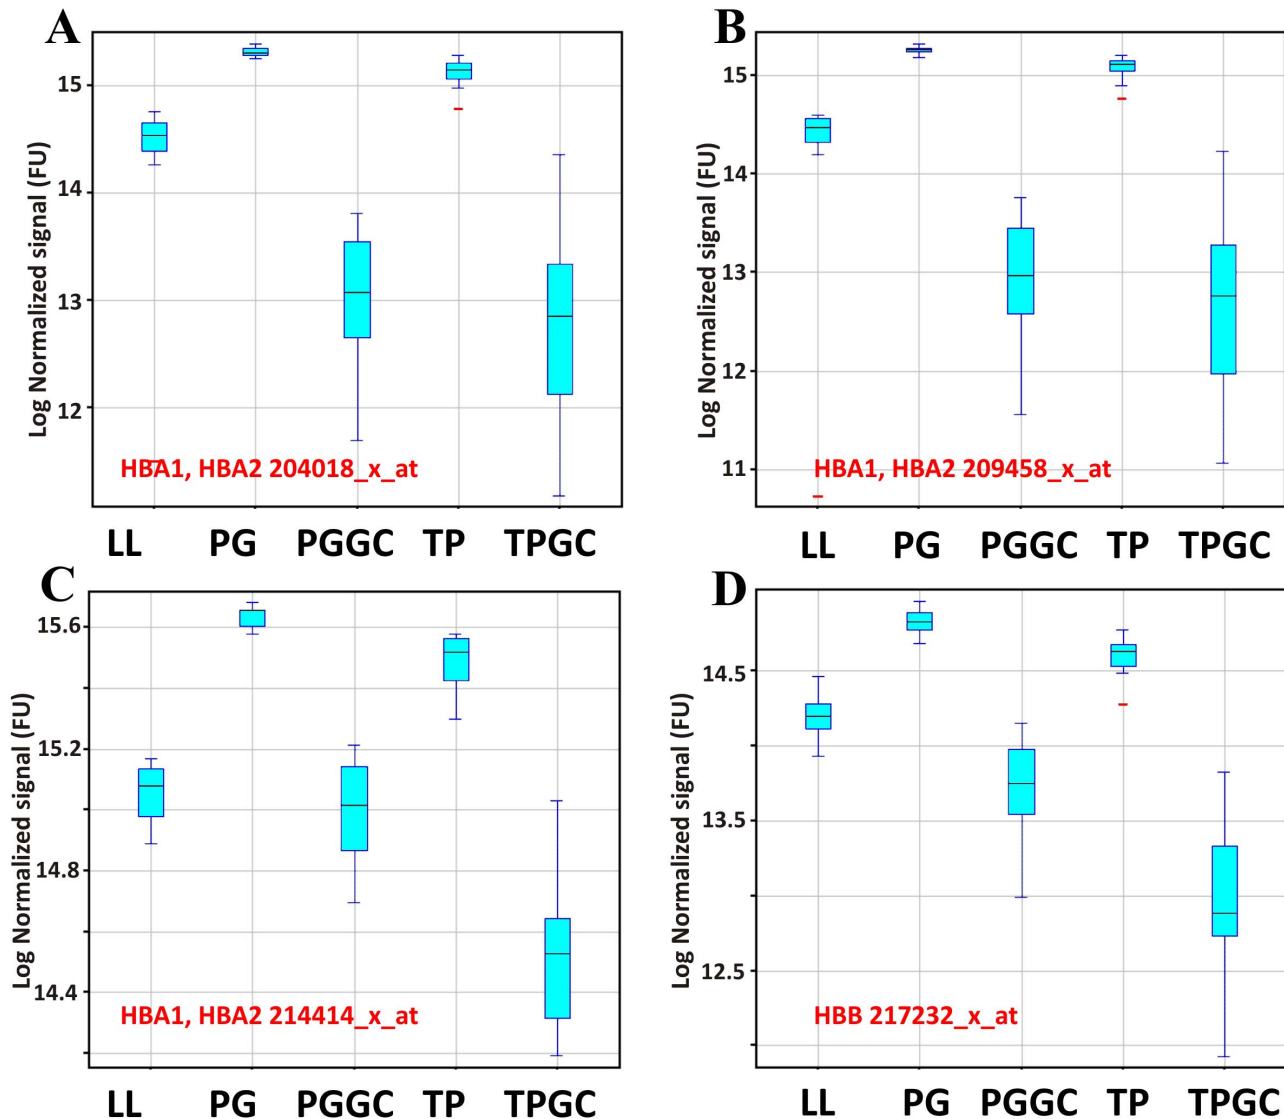 A
Log Normalized signal (FU)
15
14
13
12
HBA1, HBA2 204018_x_at
LL PG PGGC TP TPGC
B
Log Normalized signal (FU)
15
14
13
12
11
HBA1, HBA2 209458_x_at
LL PG PGGC TP TPGC
C
Log Normalized signal (FU)
15.6
15.2
14.8
14.4
HBA1, HBA2 214414_x_at
LL PG PGGC TP TPGC
D
Log Normalized signal (FU)
14.5
13.5
12.5
HBB 217232_x_at
LL PG PGGC TP TPGC